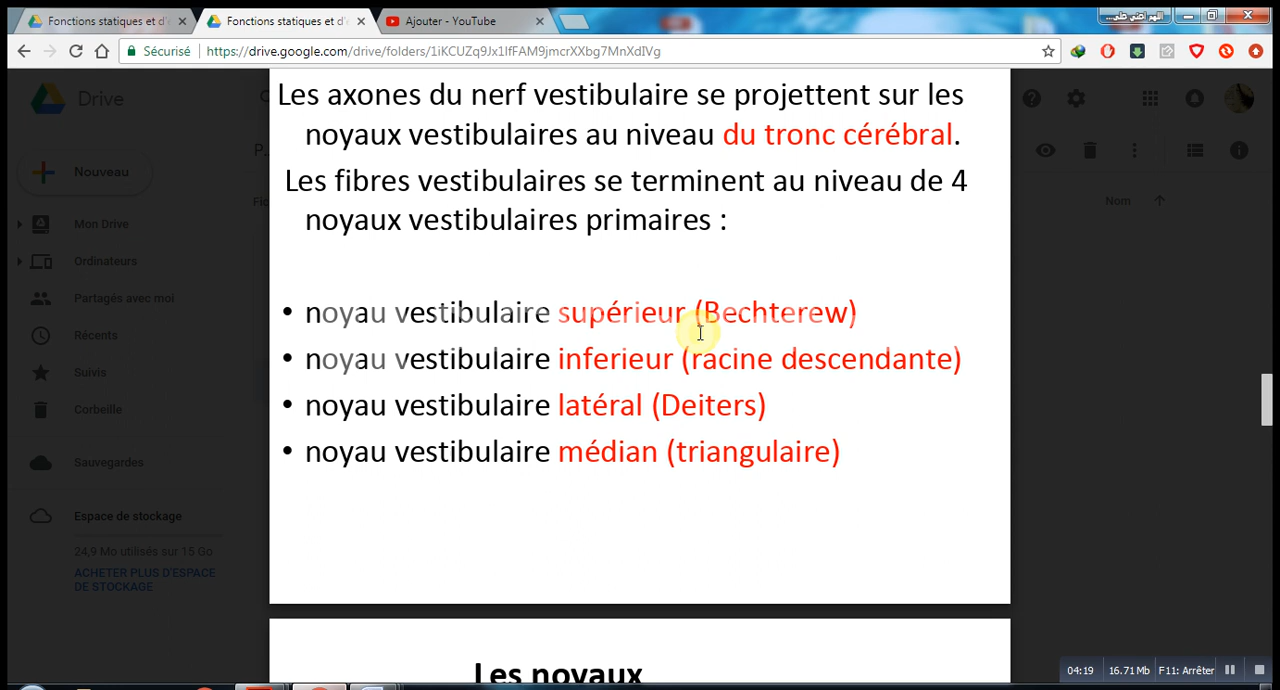 Fonctions statiques et d'
Fonctions statiques et d'
Ajouter - YouTube
Sécurisé
https://drive.google.com/drive/folders/1iKCUZq9Jx1lfFAM9jmcrXXbg7MnXdIVg
Drive
Nouveau
Mon Drive
Ordinateurs
Partagés avec moi
Récents
Suivis
Corbeille
Sauvegardes
Espace de stockage
24,9 Mo utilisés sur 15 Go
ACHETER PLUS D'ESPACE
DE STOCKAGE
Nom
Les axones du nerf vestibulaire se projettent sur les
noyaux vestibulaires au niveau du tronc cérébral.
Les fibres vestibulaires se terminent au niveau de 4
noyaux vestibulaires primaires :
• noyau vestibulaire supérieur (Bechterew)
• noyau vestibulaire inferieur (racine descendante)
• noyau vestibulaire latéral (Deiters)
• noyau vestibulaire médian (triangulaire)
Les noyaux
04:19
16.71 Mb
F11: Arrêter